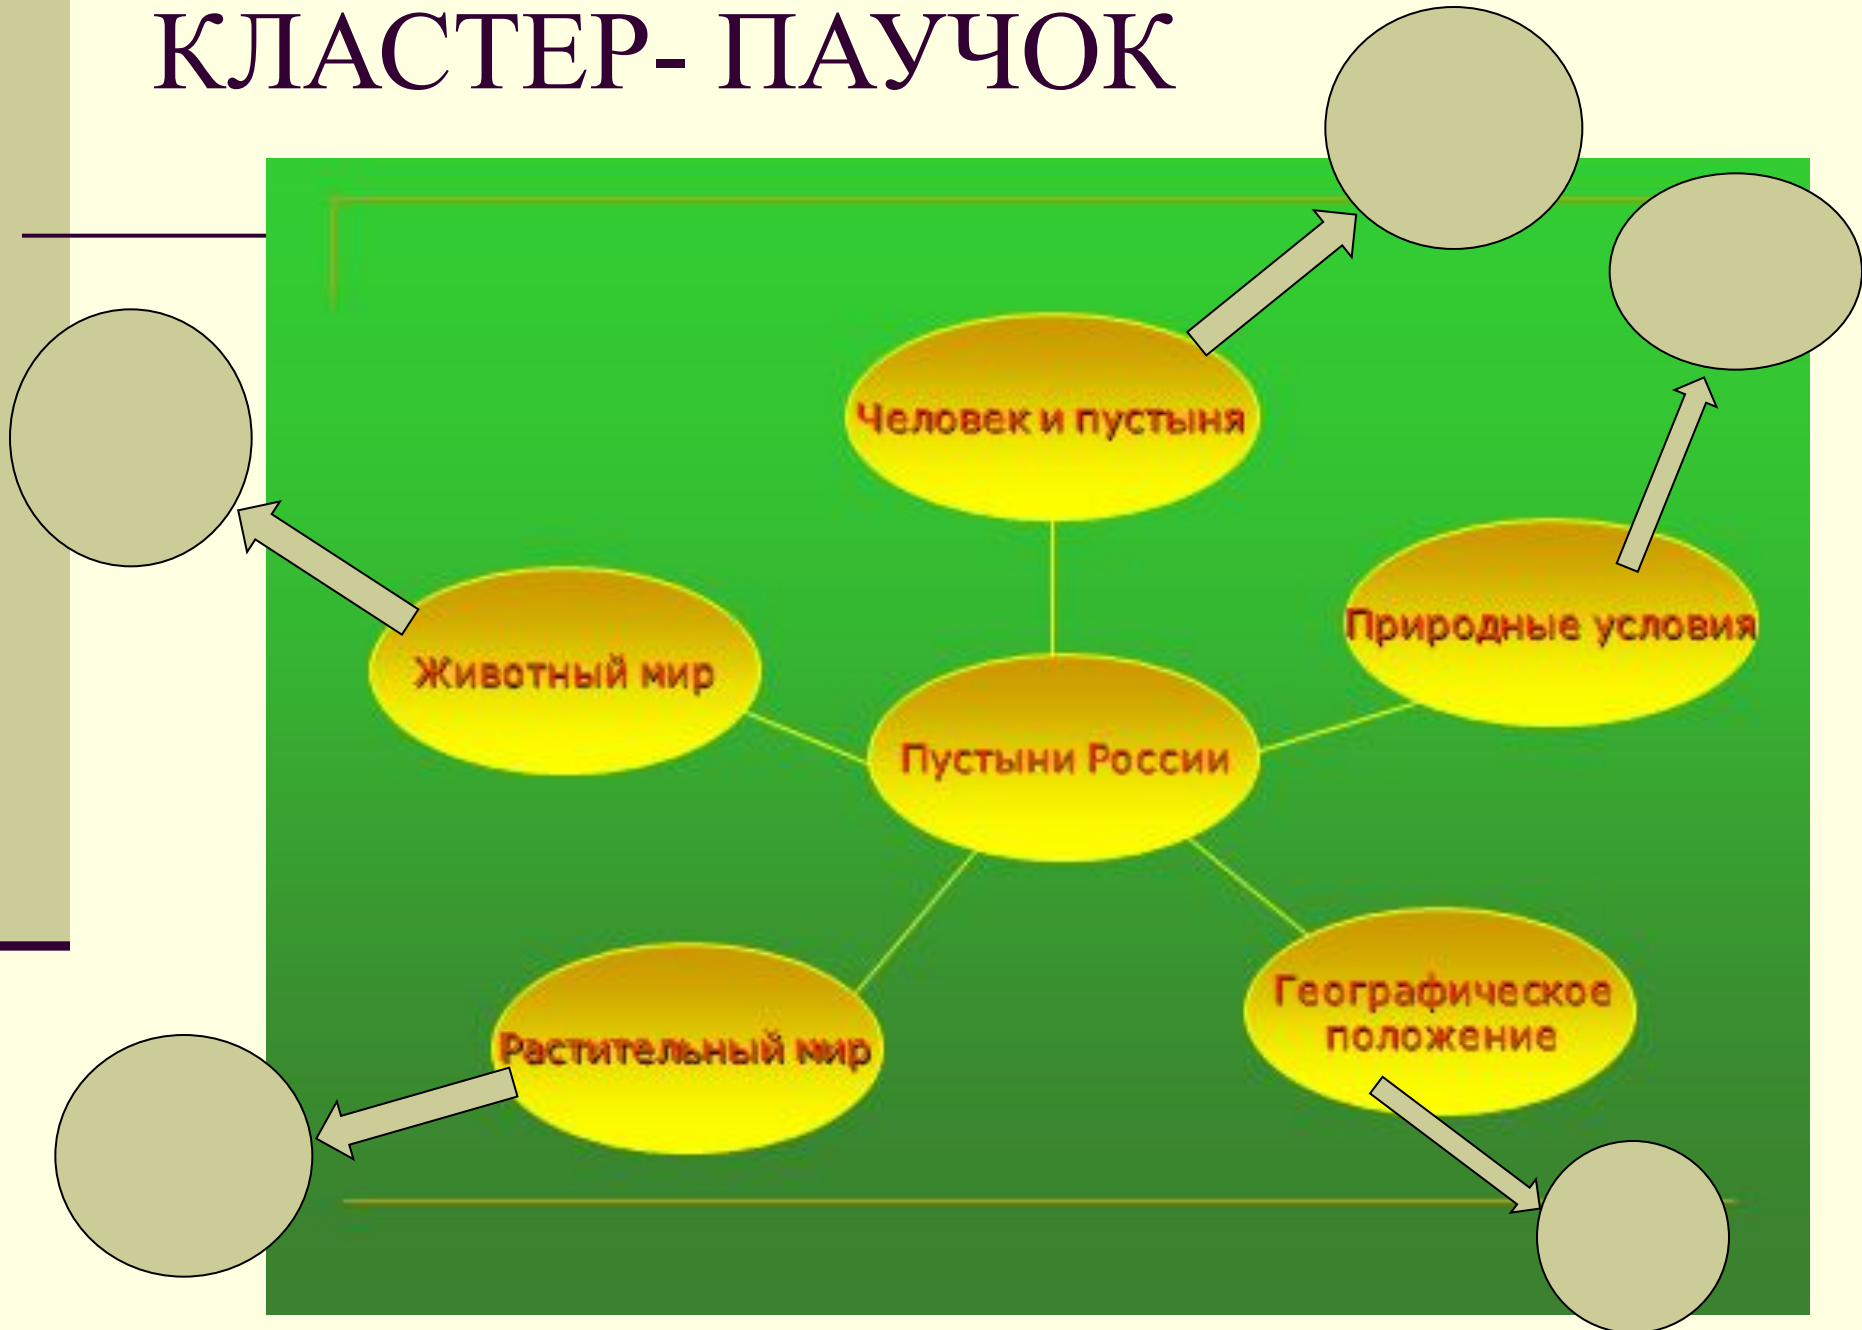 КЛАСТЕР- ПАУЧОК
Человек и пустыня
Природные условия
Животный мир
Пустыни России
Географическое
положение
Растительный мир